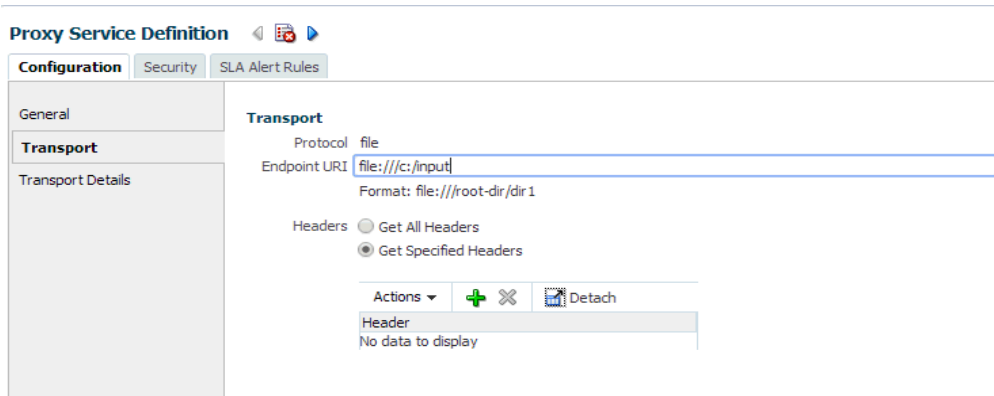 Proxy Service Definition
Configuration Security SLA Alert Rules
General
Transport
Transport Details
Transport
Protocol file
Endpoint URI file:///c:/input
Format: file:///root-dir/dir1
Headers Get All Headers
Get Specified Headers
Actions Detach
Header
No data to display